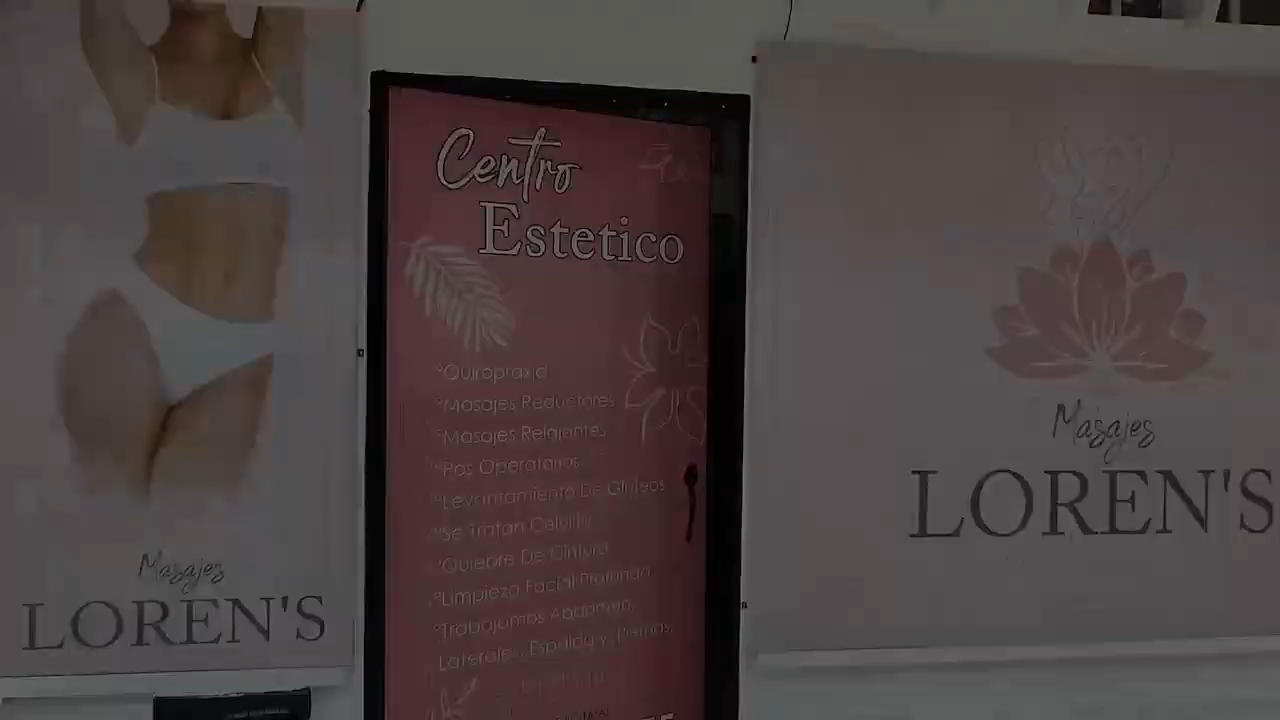 Centro
Estetico
°Quiropraxia
°Masajes Reductores
°Masajes Relajantes
°Pos Operatorios
°Levantamiento De Gluteos
°Se Tratan Celulitis
°Quiebre De Cintura
°Limpieza Facial Profunda
°Trabajamos Abdomen,
Laterales, Espalda y Piernas
Masajes
LOREN'S
Masajes
LOREN'S